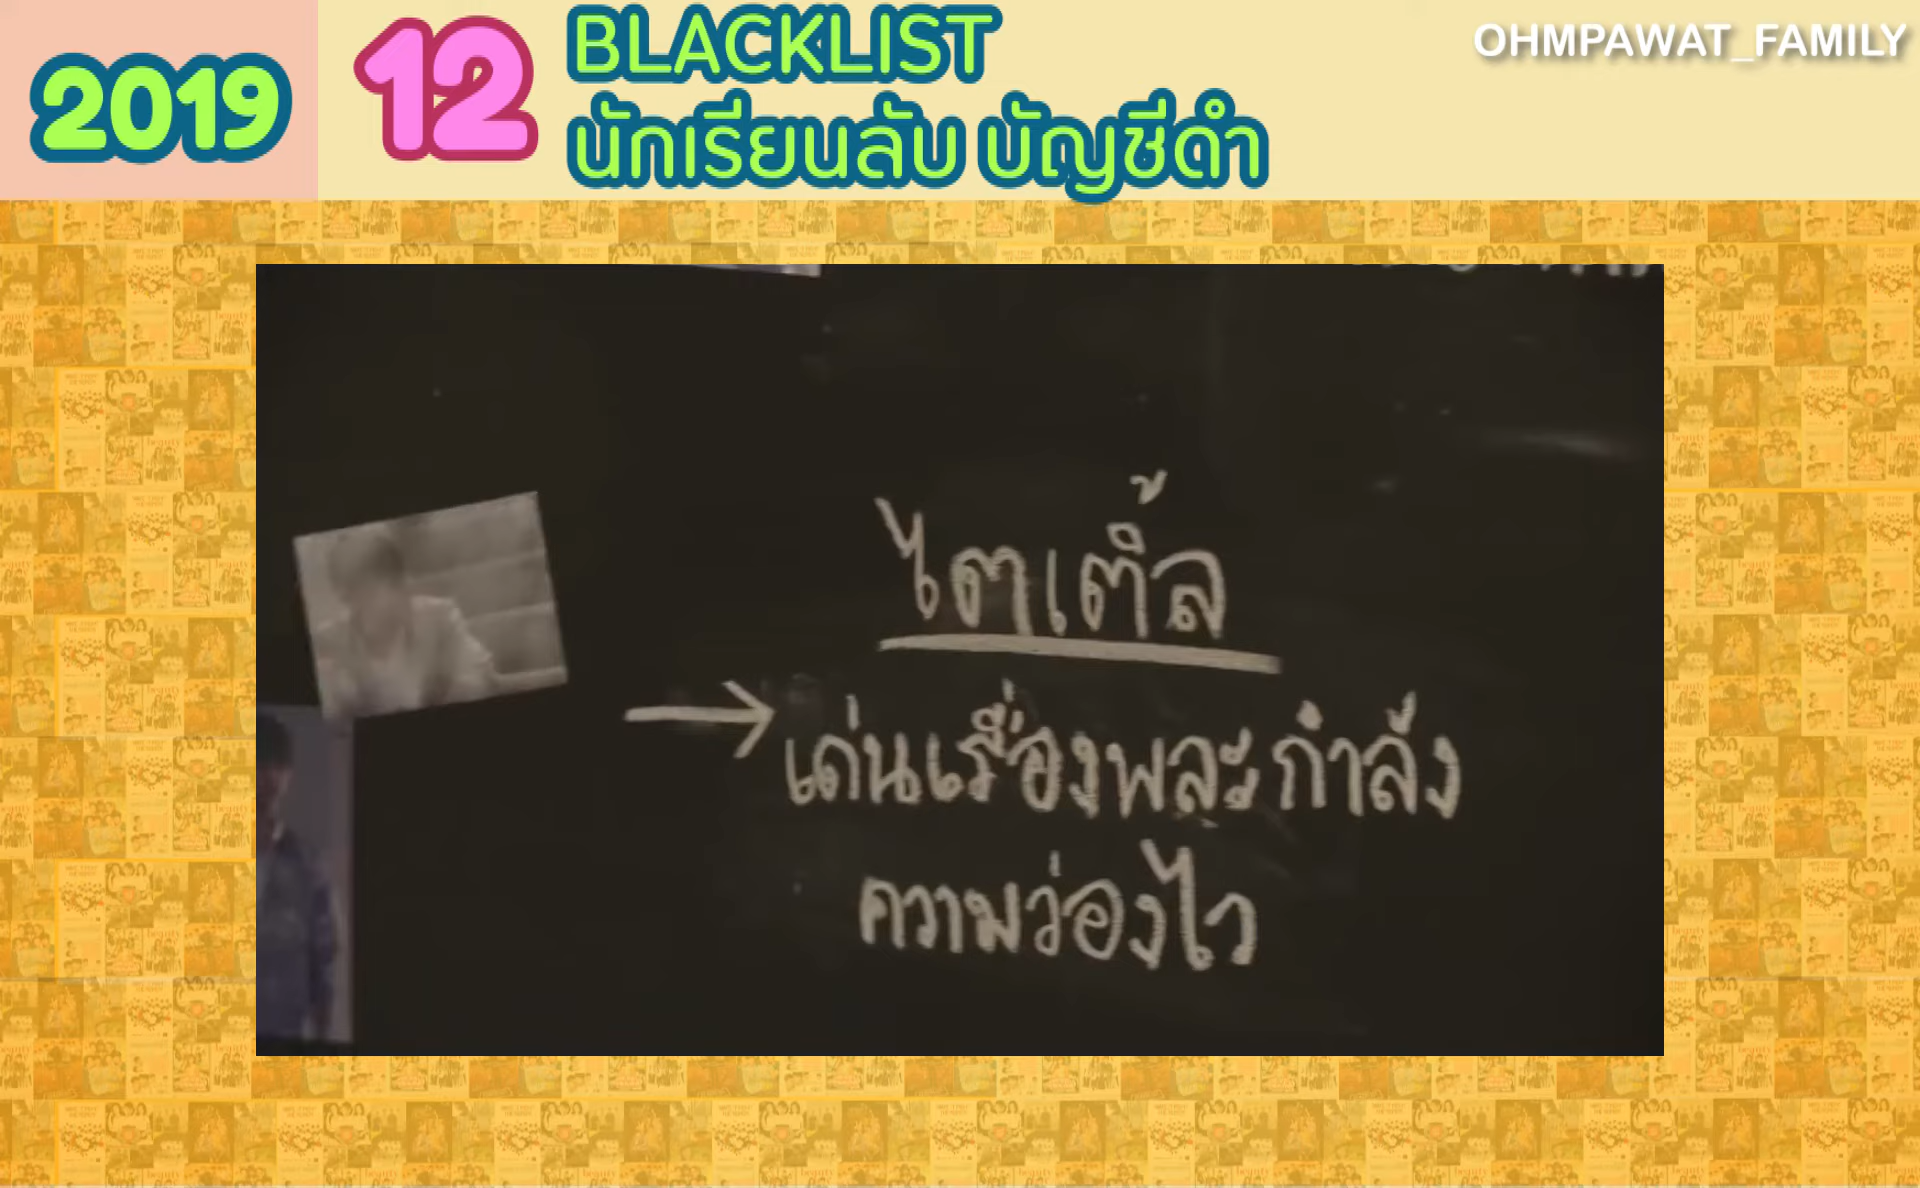 2019
12
BLACKLIST
นักเรียนลับ บัญชีดำ
OHMPAWAT_FAMILY
ไตเติ้ล
→เด่นเรื่องพละกำลัง
ความว่องไว